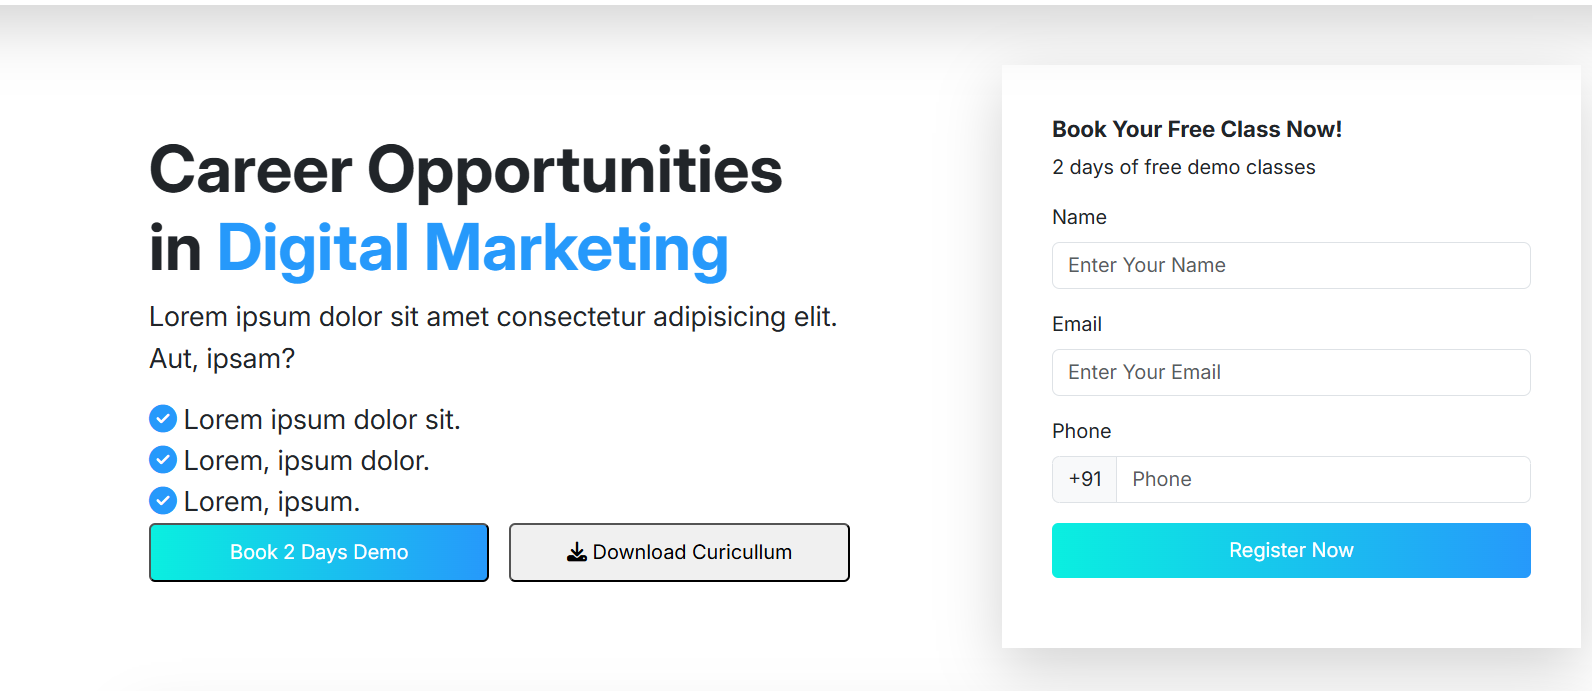 Career Opportunities
in Digital Marketing
Lorem ipsum dolor sit amet consectetur adipisicing elit.
Aut, ipsam?
Lorem ipsum dolor sit.
Lorem, ipsum dolor.
Lorem, ipsum.
Book 2 Days Demo
Download Curicullum
Book Your Free Class Now!
2 days of free demo classes
Name
Enter Your Name
Email
Enter Your Email
Phone
+91 Phone
Register Now